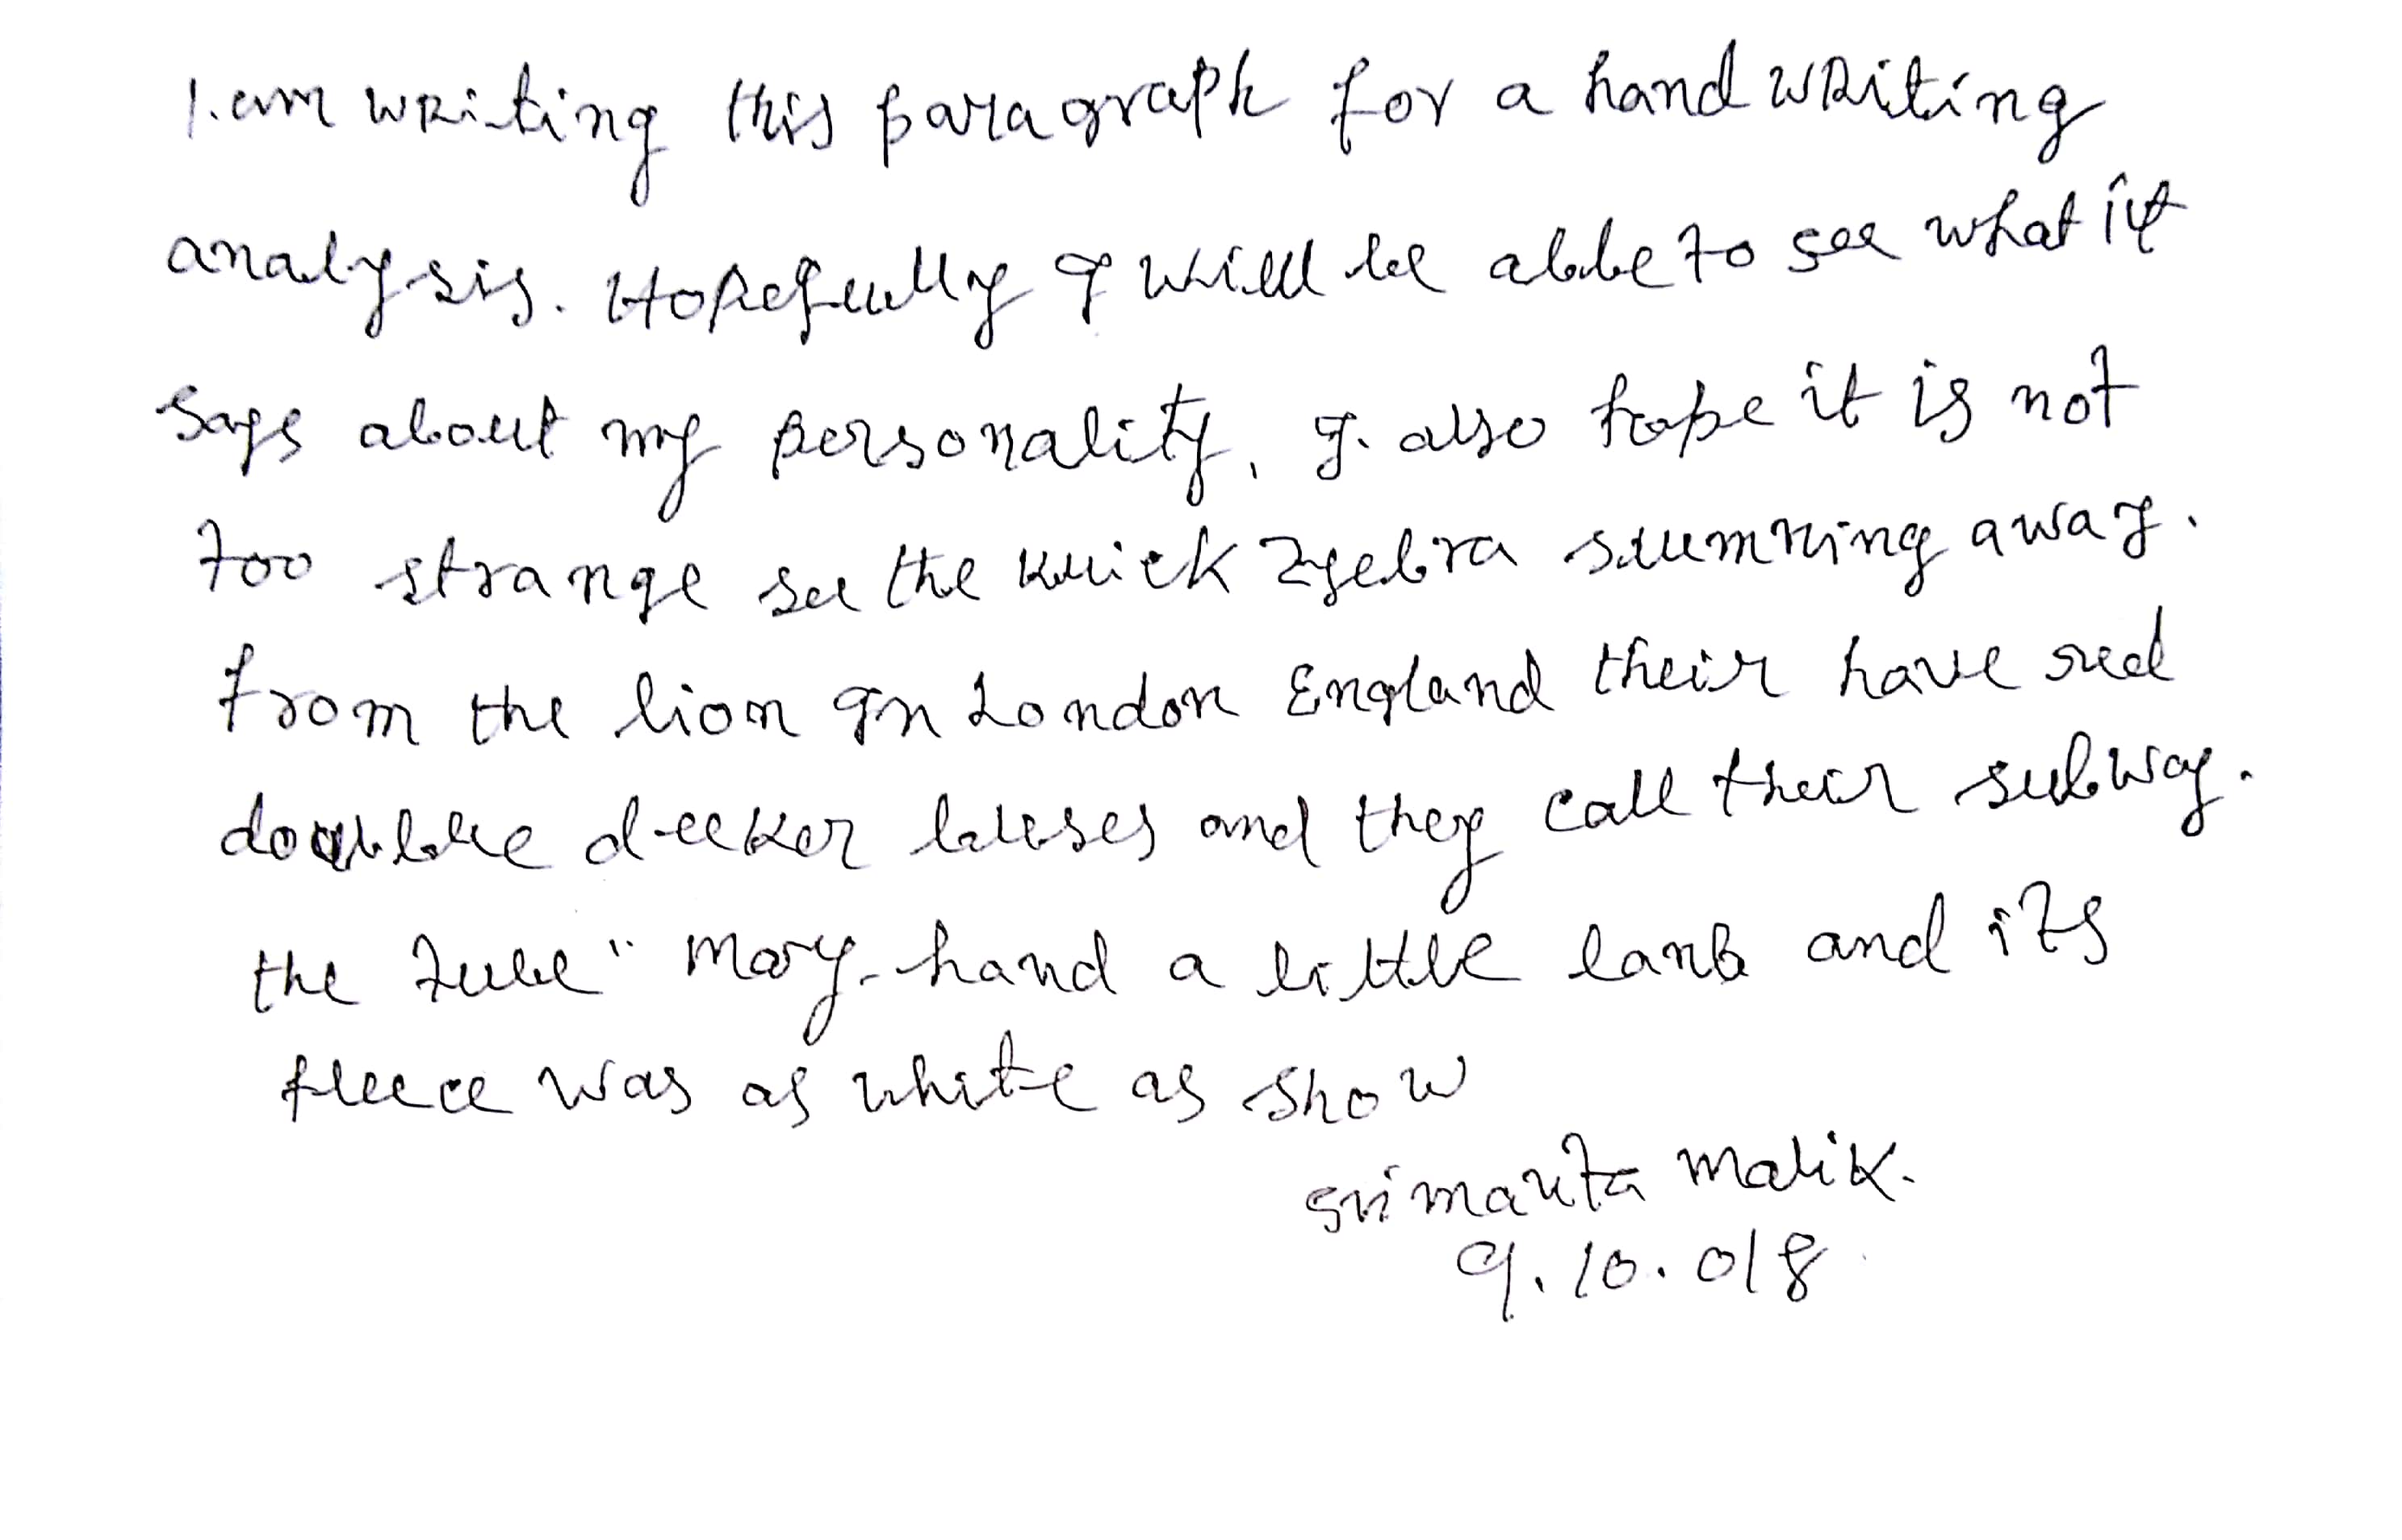 I. am writing this paragraph for a hand writing
analysis. Hopefully I will be able to see what it
says about my personality, I. also hope it is not
too strange see the kuick zyebra sumning away.
from the lion In London England their have red
double decker buses and they call their subway.
the tube" Mary-hand a little lamb and its
fleece was as white as show
Srimanta Malik.
9.10.018